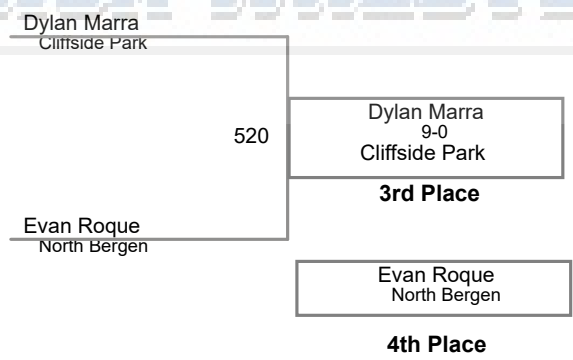 Dylan Marra
Cliffside Park
520
Dylan Marra
9-0
Cliffside Park
3rd Place
Evan Roque
North Bergen
Evan Roque
North Bergen
4th Place